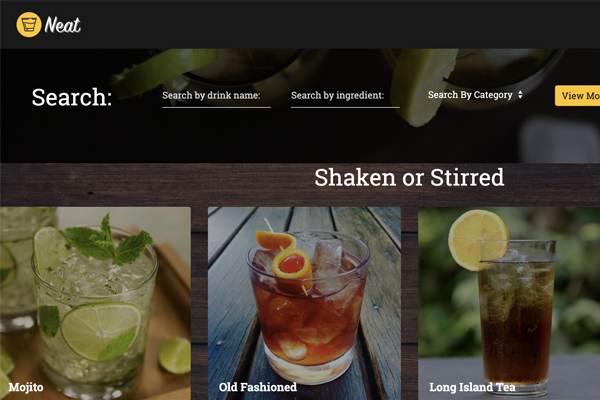 Neat
Search:
Search by drink name:
Search by ingredient:
Search By Category
View Mo
Shaken or Stirred
Mojito
Old Fashioned
Long Island Tea